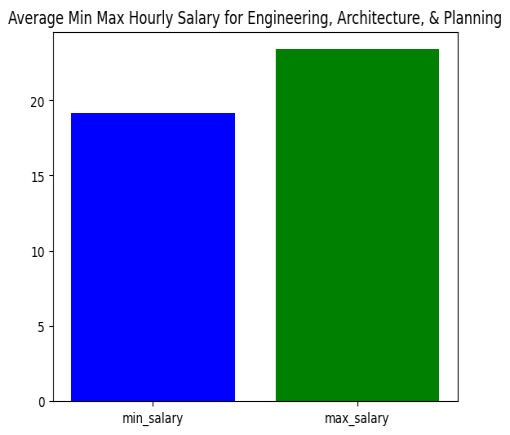 Average Min Max Hourly Salary for Engineering, Architecture, & Planning
20
15
10
5
0
min_salary max_salary